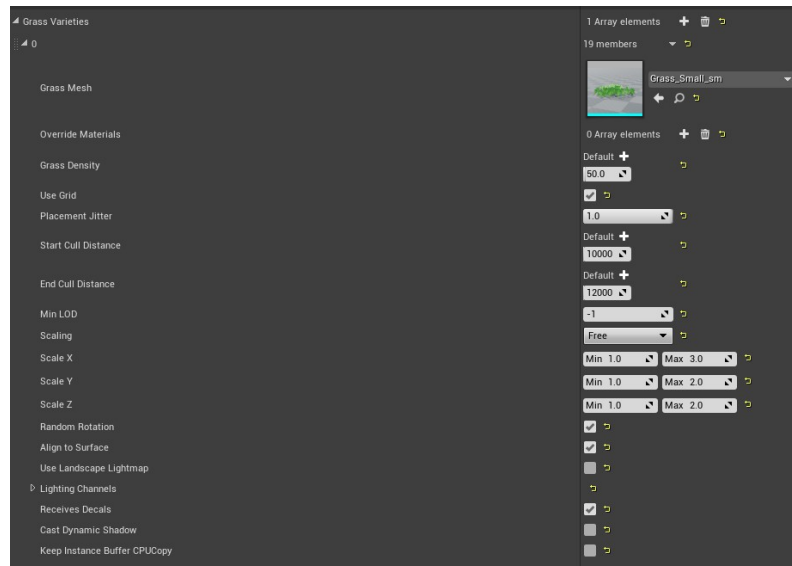 Grass Varieties 1 Array elements
0 19 members
Grass Mesh Grass_Small_sm
Override Materials 0 Array elements
Grass Density Default 50.0
Use Grid
Placement Jitter 1.0
Start Cull Distance Default 10000
End Cull Distance Default 12000
Min LOD -1
Scaling Free
Scale X Min 1.0 Max 3.0
Scale Y Min 1.0 Max 2.0
Scale Z Min 1.0 Max 2.0
Random Rotation
Align to Surface
Use Landscape Lightmap
Lighting Channels
Receives Decals
Cast Dynamic Shadow
Keep Instance Buffer CPUCopy